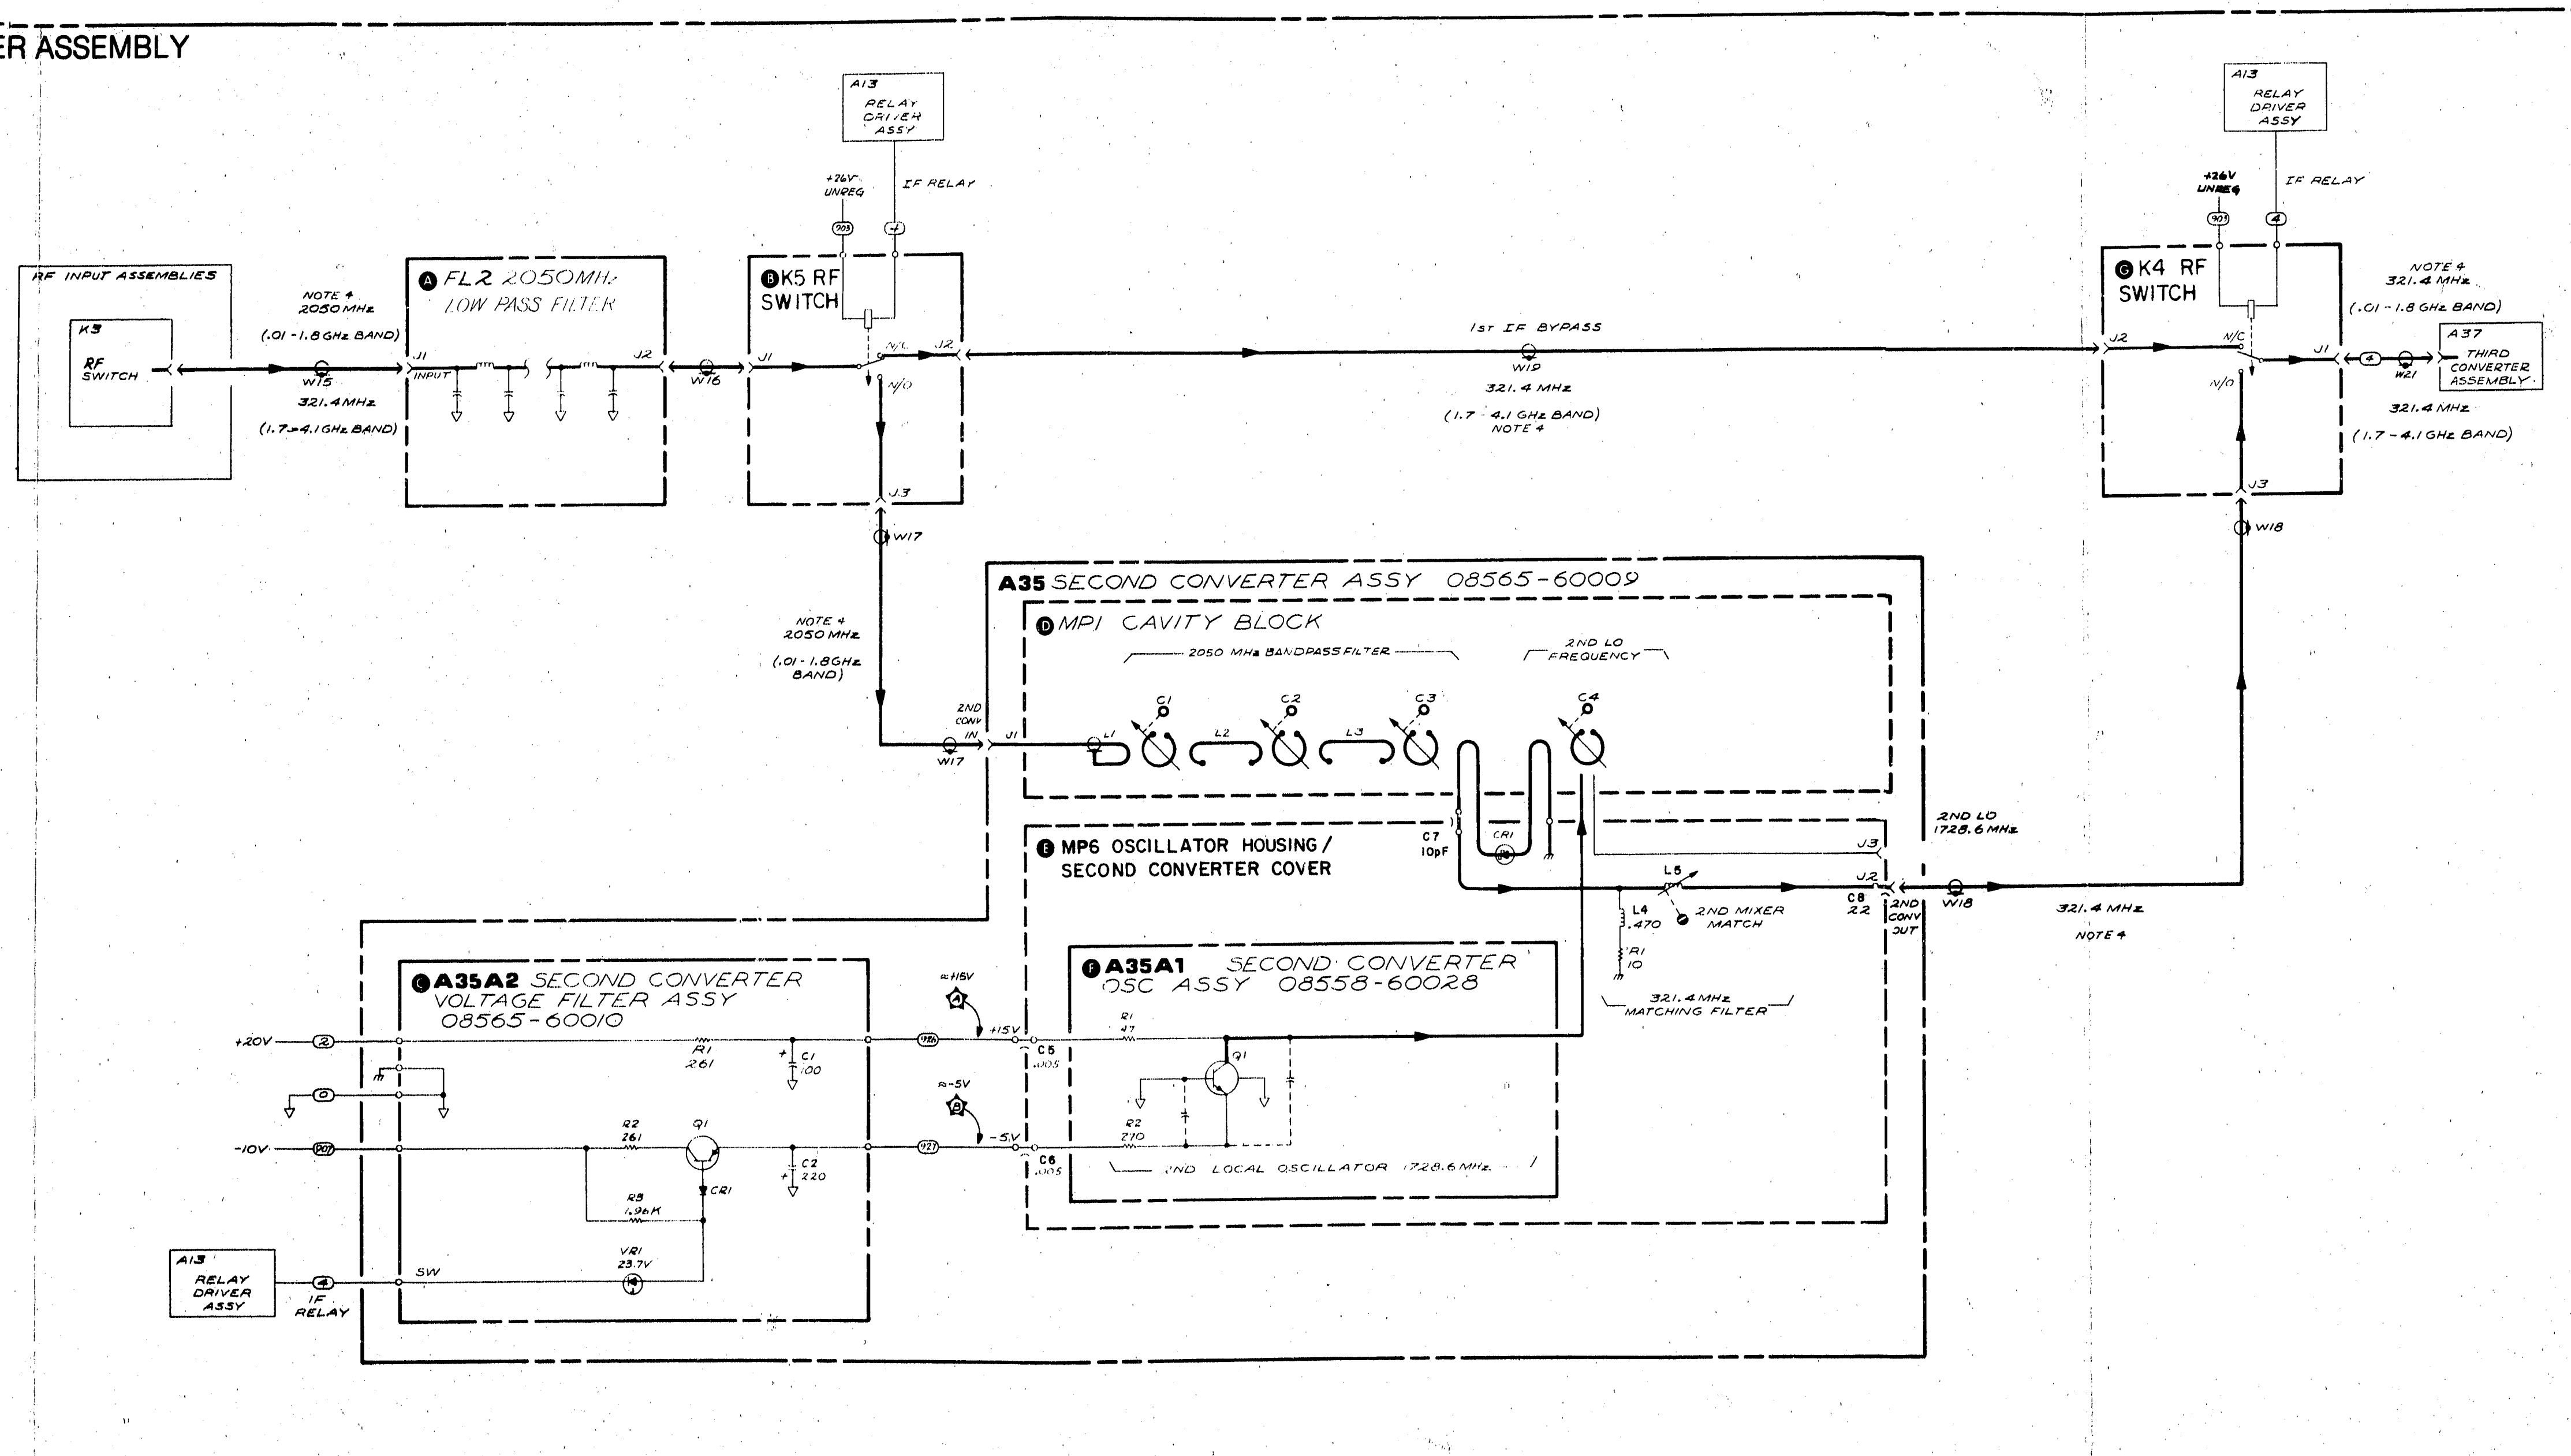 ER ASSEMBLY
A13
RELAY
DRIVER
ASSY
+26V
UNREG
IF RELAY
903
4
A13
RELAY
DRIVER
ASSY
+26V
UNREG
IF RELAY
903
4
RF INPUT ASSEMBLIES
K3
RF
SWITCH
NOTE 4
2050 MHz
(.01-1.8 GHz BAND)
W15
321.4 MHz
(1.7-4.1 GHz BAND)
A FL2 2050MHz
LOW PASS FILTER
J1
INPUT
J2
W16
B K5 RF
SWITCH
J1
N/C
J2
N/O
J3
1ST IF BYPASS
W19
321.4 MHz
(1.7-4.1 GHz BAND)
NOTE 4
G K4 RF
SWITCH
J2
N/C
J1
N/O
J3
NOTE 4
321.4 MHz
(.01-1.8 GHz BAND)
4
W21
A37
THIRD
CONVERTER
ASSEMBLY
321.4 MHz
(1.7-4.1 GHz BAND)
W17
W18
NOTE 4
2050 MHz
(.01-1.8GHz
BAND)
2ND
CONV
IN
J1
W17
A35 SECOND CONVERTER ASSY 08565-60009
D MP1 CAVITY BLOCK
2050 MHz BANDPASS FILTER
2ND LO
FREQUENCY
C1
C2
C3
C4
L1
L2
L3
E MP6 OSCILLATOR HOUSING/
SECOND CONVERTER COVER
C7
10pF
CR1
J3
L5
J2
C8
22
2ND
CONV
OUT
L4
.470
2ND MIXER
MATCH
R1
10
321.4 MHz
MATCHING FILTER
2ND LO
1728.6 MHz
W18
321.4 MHz
NOTE 4
C A35A2 SECOND CONVERTER
VOLTAGE FILTER ASSY
08565-60010
+20V
2
R1
261
C1
100
0
-10V
907
R2
261
Q1
C2
220
CR1
R3
1.96K
VR1
23.7V
SW
A13
RELAY
DRIVER
ASSY
4
IF
RELAY
≈+15V
A
926
+15V
C5
.005
≈-5V
B
927
-5V
C6
.005
F A35A1 SECOND CONVERTER
OSC ASSY 08558-60028
R1
47
Q1
R2
270
2ND LOCAL OSCILLATOR 1728.6 MHz